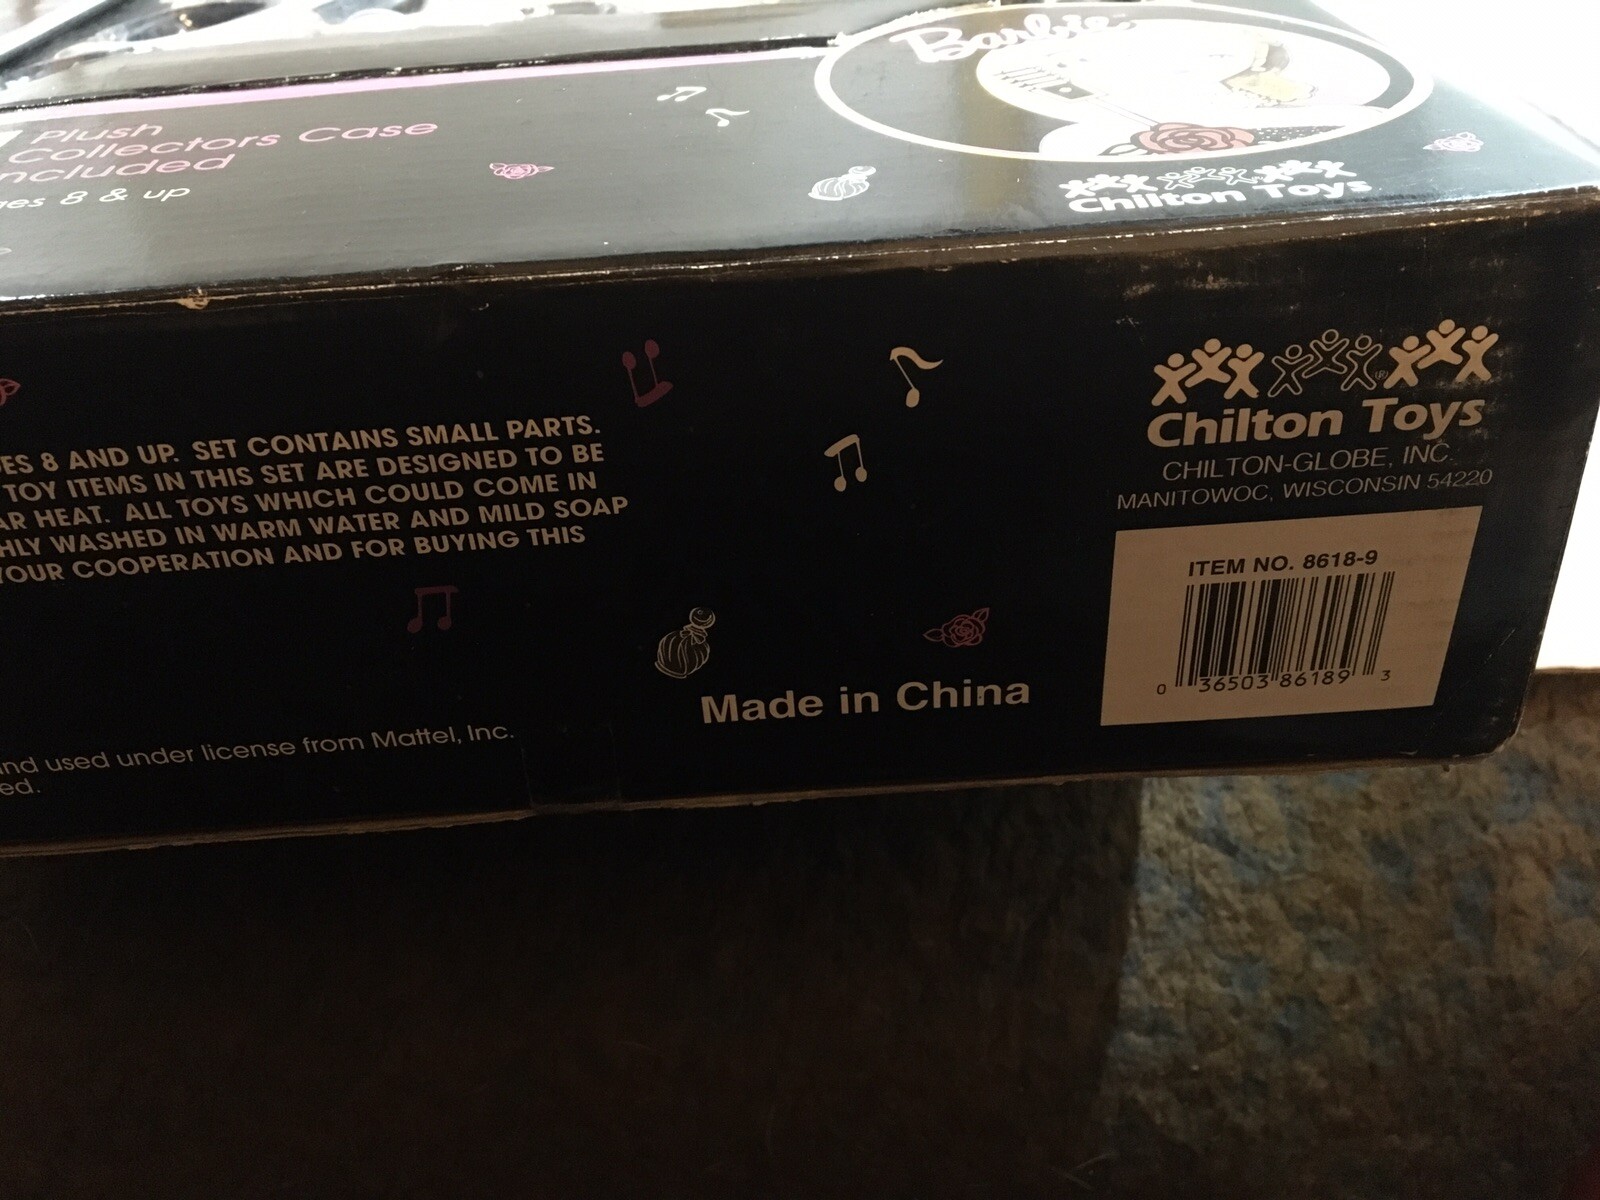 Barbie
Plush
Collectors Case
ncluded
es 8 & up
Chilton Toys
ES 8 AND UP. SET CONTAINS SMALL PARTS.
TOY ITEMS IN THIS SET ARE DESIGNED TO BE
AR HEAT. ALL TOYS WHICH COULD COME IN
HLY WASHED IN WARM WATER AND MILD SOAP
YOUR COOPERATION AND FOR BUYING THIS
nd used under license from Mattel, Inc.
ed.
Made in China
(R)
Chilton Toys
CHILTON-GLOBE, INC.
MANITOWOC, WISCONSIN 54220
ITEM NO. 8618-9
0 36503 86189 3